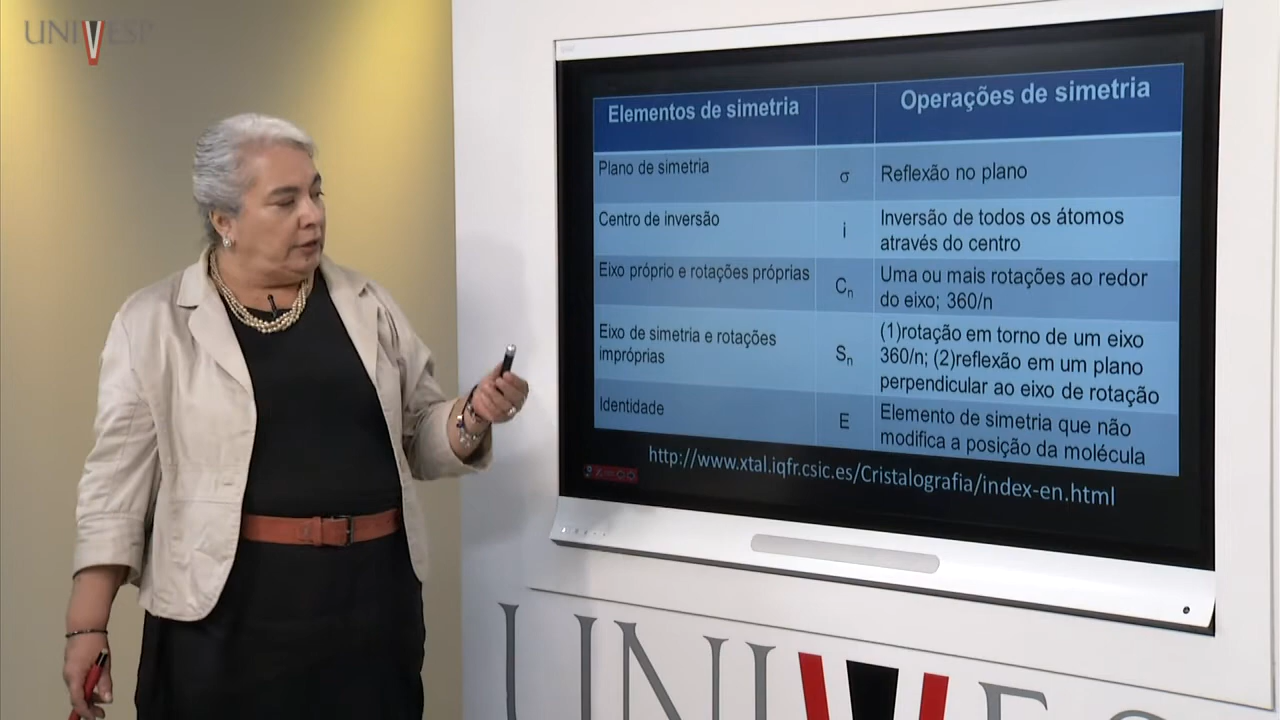 UNIVESP
Elementos de simetria
Operações de simetria
Plano de simetria
σ
Reflexão no plano
Centro de inversão
i
Inversão de todos os átomos
através do centro
Eixo próprio e rotações próprias
Cn
Uma ou mais rotações ao redor
do eixo; 360/n
Eixo de simetria e rotações
impróprias
Sn
(1)rotação em torno de um eixo
360/n; (2)reflexão em um plano
perpendicular ao eixo de rotação
Identidade
E
Elemento de simetria que não
modifica a posição da molécula
http://www.xtal.iqfr.csic.es/Cristalografia/index-en.html
UNIVES